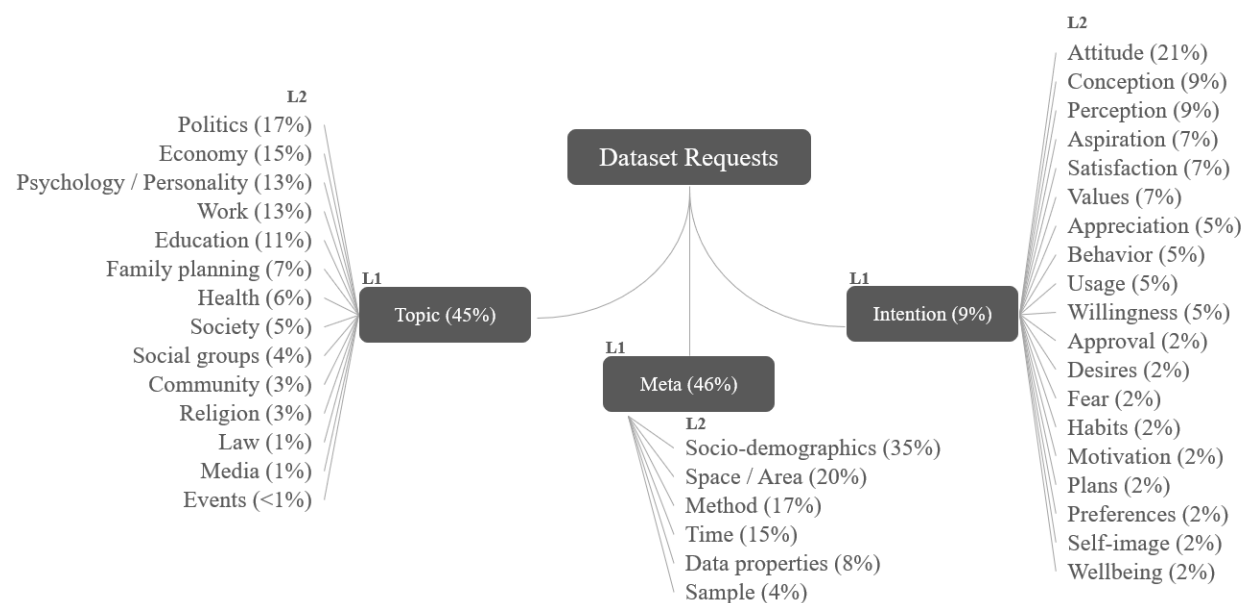 Dataset Requests
L1
Topic (45%)
L2
Politics (17%)
Economy (15%)
Psychology / Personality (13%)
Work (13%)
Education (11%)
Family planning (7%)
Health (6%)
Society (5%)
Social groups (4%)
Community (3%)
Religion (3%)
Law (1%)
Media (1%)
Events (<1%)
L1
Meta (46%)
L2
Socio-demographics (35%)
Space / Area (20%)
Method (17%)
Time (15%)
Data properties (8%)
Sample (4%)
L1
Intention (9%)
L2
Attitude (21%)
Conception (9%)
Perception (9%)
Aspiration (7%)
Satisfaction (7%)
Values (7%)
Appreciation (5%)
Behavior (5%)
Usage (5%)
Willingness (5%)
Approval (2%)
Desires (2%)
Fear (2%)
Habits (2%)
Motivation (2%)
Plans (2%)
Preferences (2%)
Self-image (2%)
Wellbeing (2%)